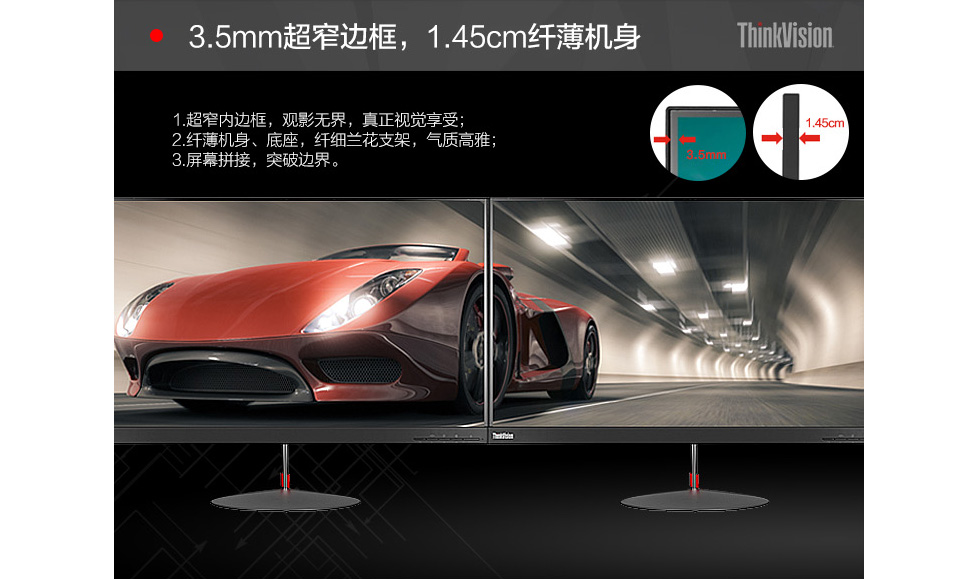 3.5mm超窄边框，1.45cm纤薄机身
ThinkVision
1.超窄内边框，观影无界，真正视觉享受；
2.纤薄机身、底座，纤细兰花支架，气质高雅；
3.屏幕拼接，突破边界。
3.5mm
1.45cm
ThinkVision